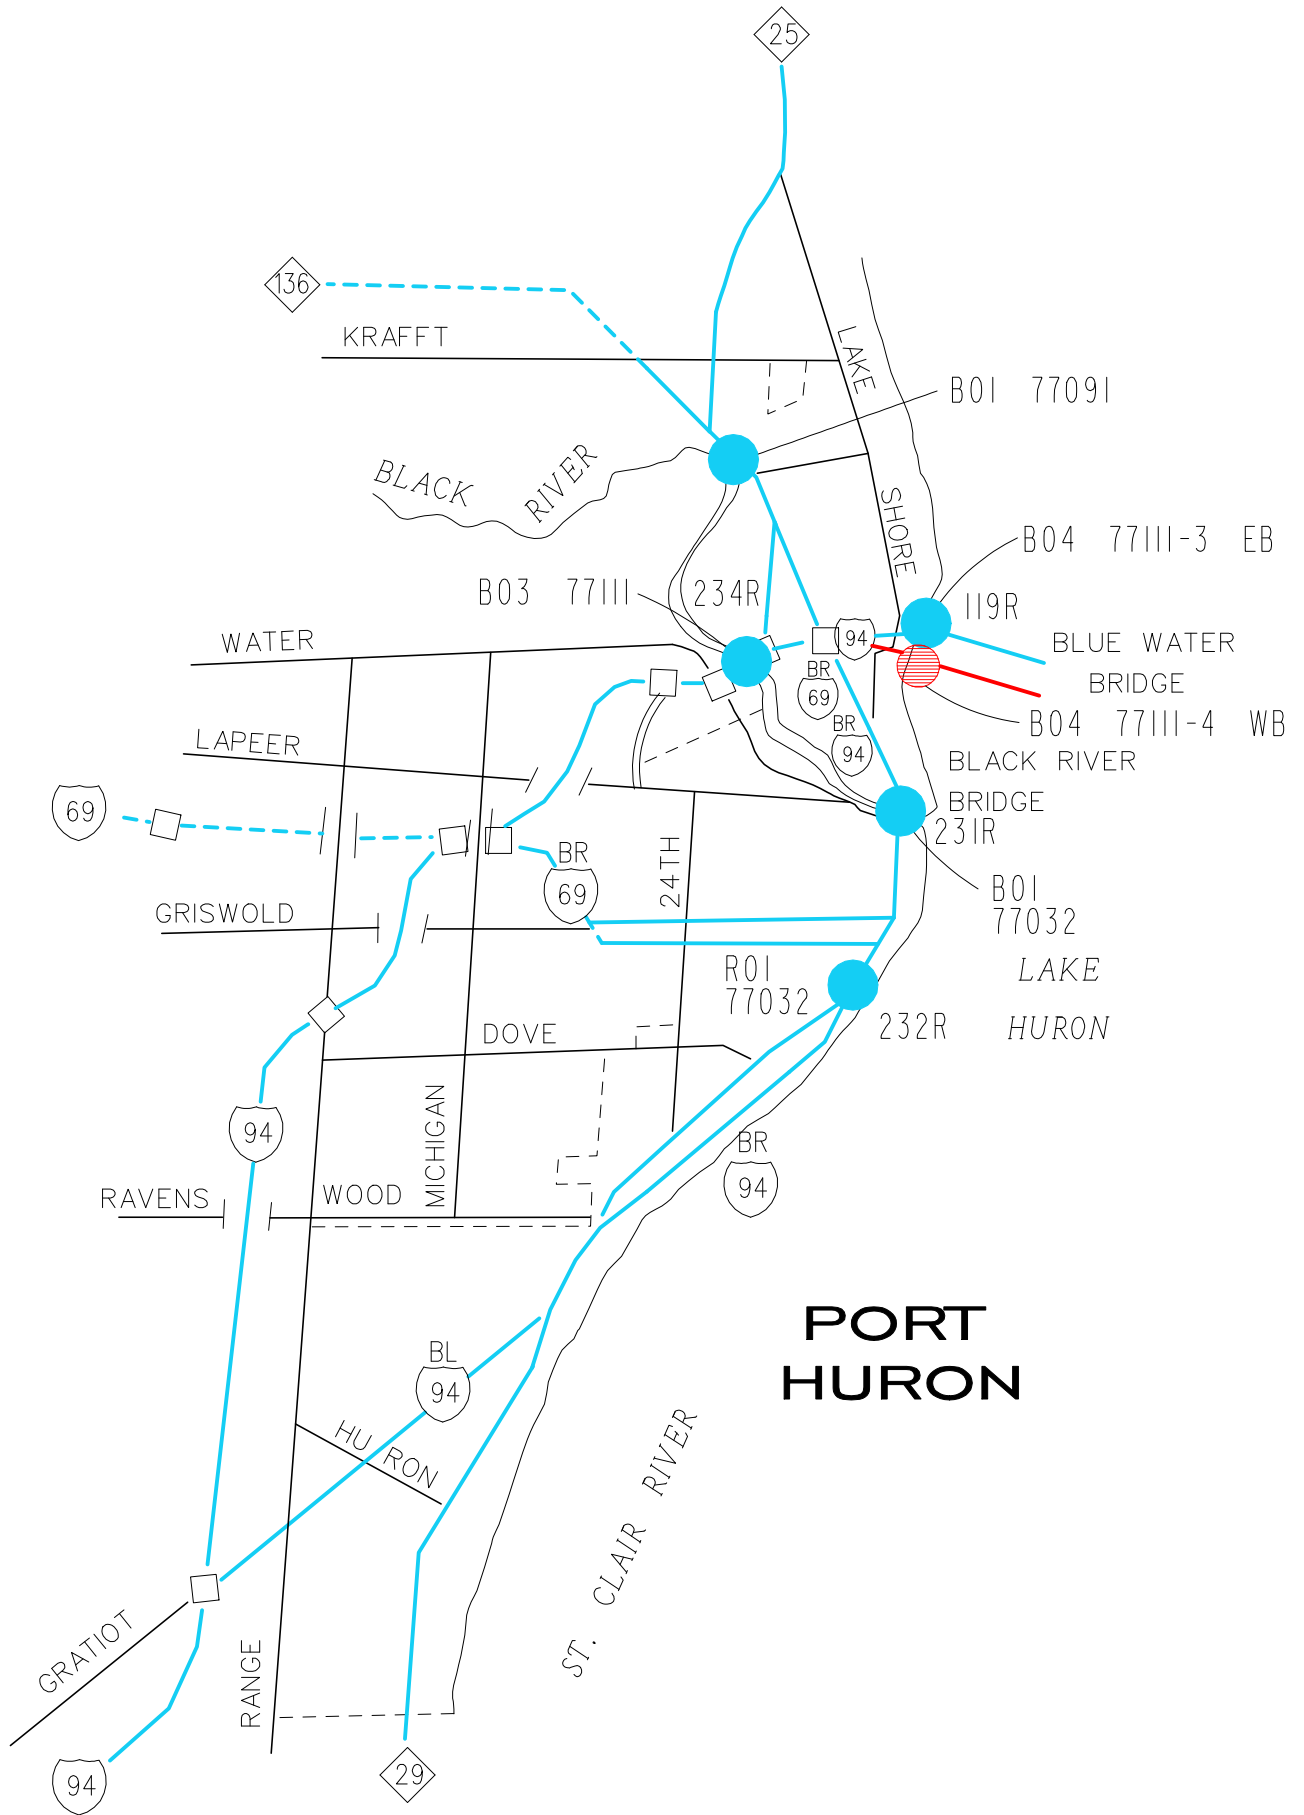 25
136
KRAFFT
LAKE
B01 77091
BLACK
RIVER
SHORE
B04 77111-3 EB
B03 77111
234R
119R
WATER
94
BLUE WATER
BRIDGE
BR
69
B04 77111-4 WB
BR
94
LAPEER
BLACK RIVER
BRIDGE
69
231R
BR
69
24TH
B01
77032
GRISWOLD
R01
77032
LAKE
HURON
232R
DOVE
94
MICHIGAN
BR
94
RAVENS
WOOD
PORT
HURON
BL
94
HU RON
ST. CLAIR RIVER
GRATIOT
RANGE
94
29